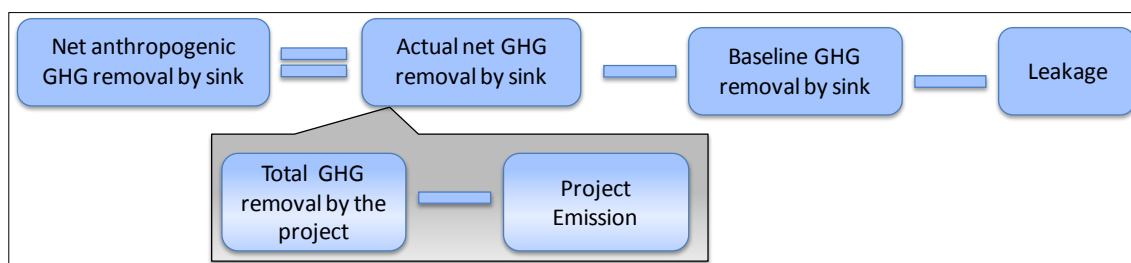 Net anthropogenic
GHG removal by sink
Actual net GHG
removal by sink
Baseline GHG
removal by sink
Leakage
Total GHG
removal by the
project
Project
Emission